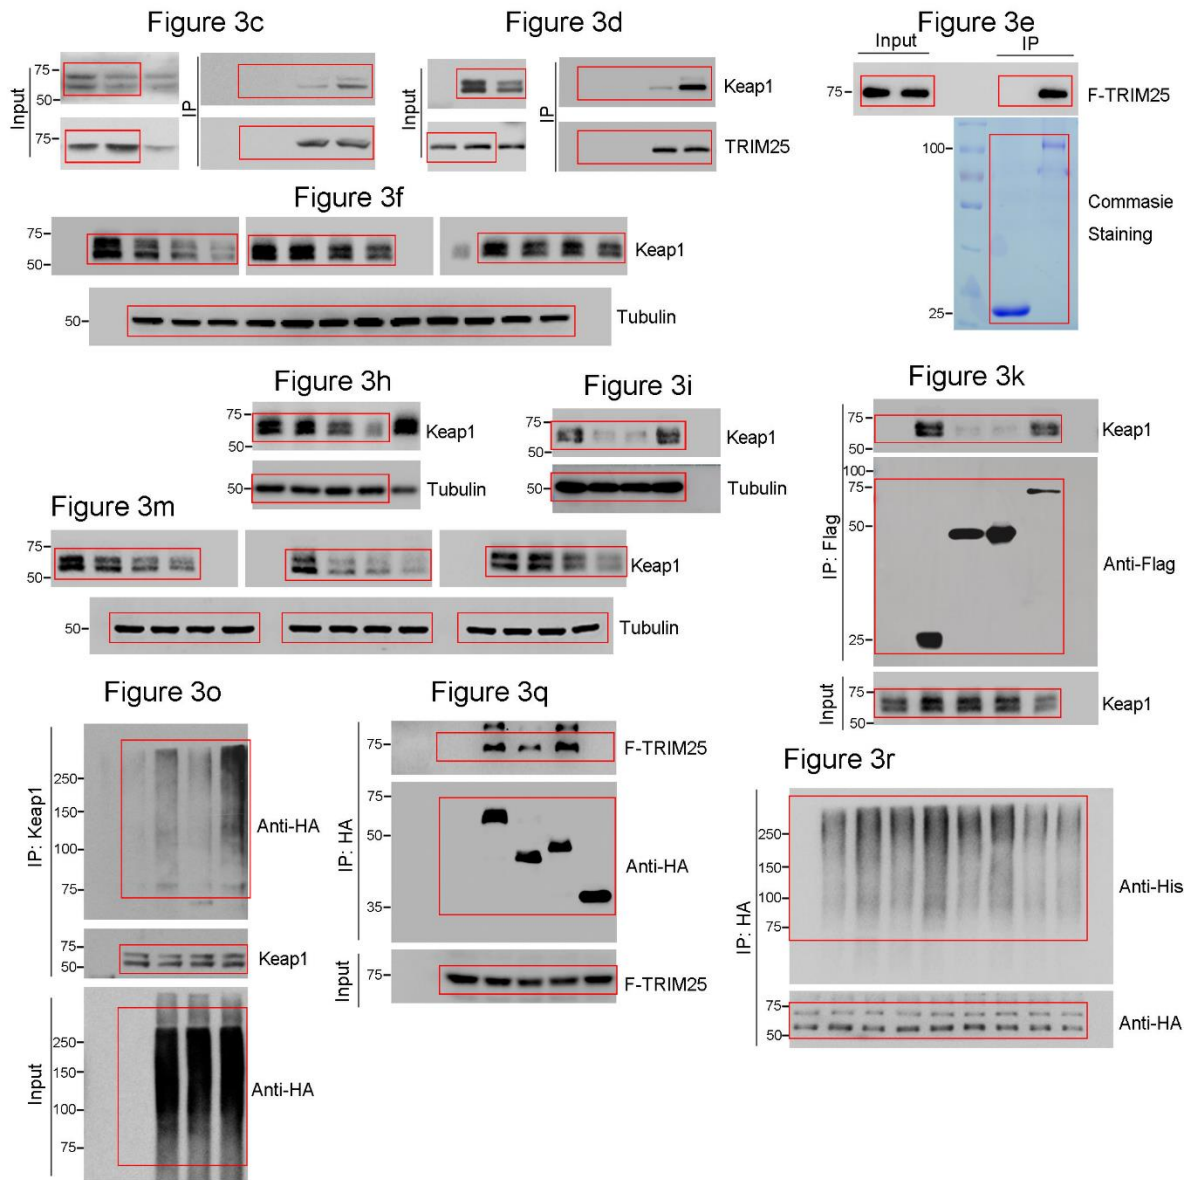 Figure 3c
Input
75
50
75
IP
Figure 3d
Input
IP
Keap1
TRIM25
Figure 3e
Input
IP
75
F-TRIM25
100
25
Commasie
Staining
Figure 3f
75
50
Keap1
50
Tubulin
Figure 3h
75
50
Keap1
50
Tubulin
Figure 3i
75
50
Keap1
50
Tubulin
Figure 3k
IP: Flag
75
50
Keap1
100
75
50
25
Anti-Flag
Input
75
50
Keap1
Figure 3m
75
50
Keap1
50
Tubulin
Figure 3o
IP: Keap1
250
150
100
75
Anti-HA
75
50
Keap1
Input
250
150
100
75
Anti-HA
Figure 3q
IP: HA
75
F-TRIM25
75
50
35
Anti-HA
Input
75
F-TRIM25
Figure 3r
IP: HA
250
150
100
75
Anti-His
75
50
Anti-HA